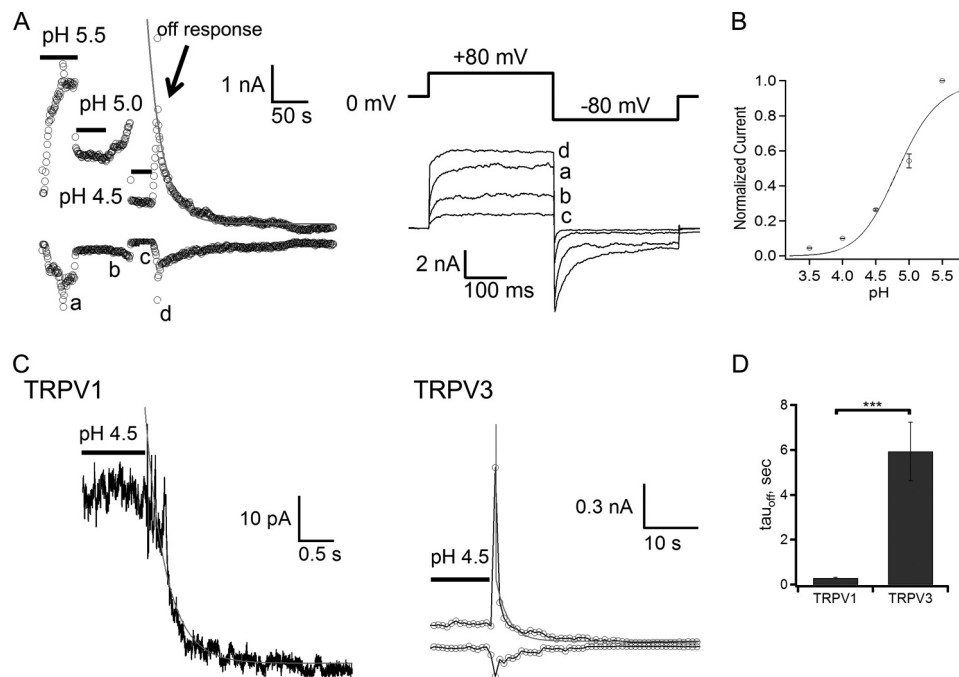 A
pH 5.5
off response
pH 5.0
1 nA
50 s
pH 4.5
a
b
c
d
+80 mV
0 mV
-80 mV
d
a
b
c
2 nA
100 ms
B
Normalized Current
1.0
0.8
0.6
0.4
0.2
0.0
3.5 4.0 4.5 5.0 5.5
pH
C
TRPV1
pH 4.5
10 pA
0.5 s
TRPV3
pH 4.5
0.3 nA
10 s
D
tau_off, sec
8
6
4
2
0
***
TRPV1 TRPV3